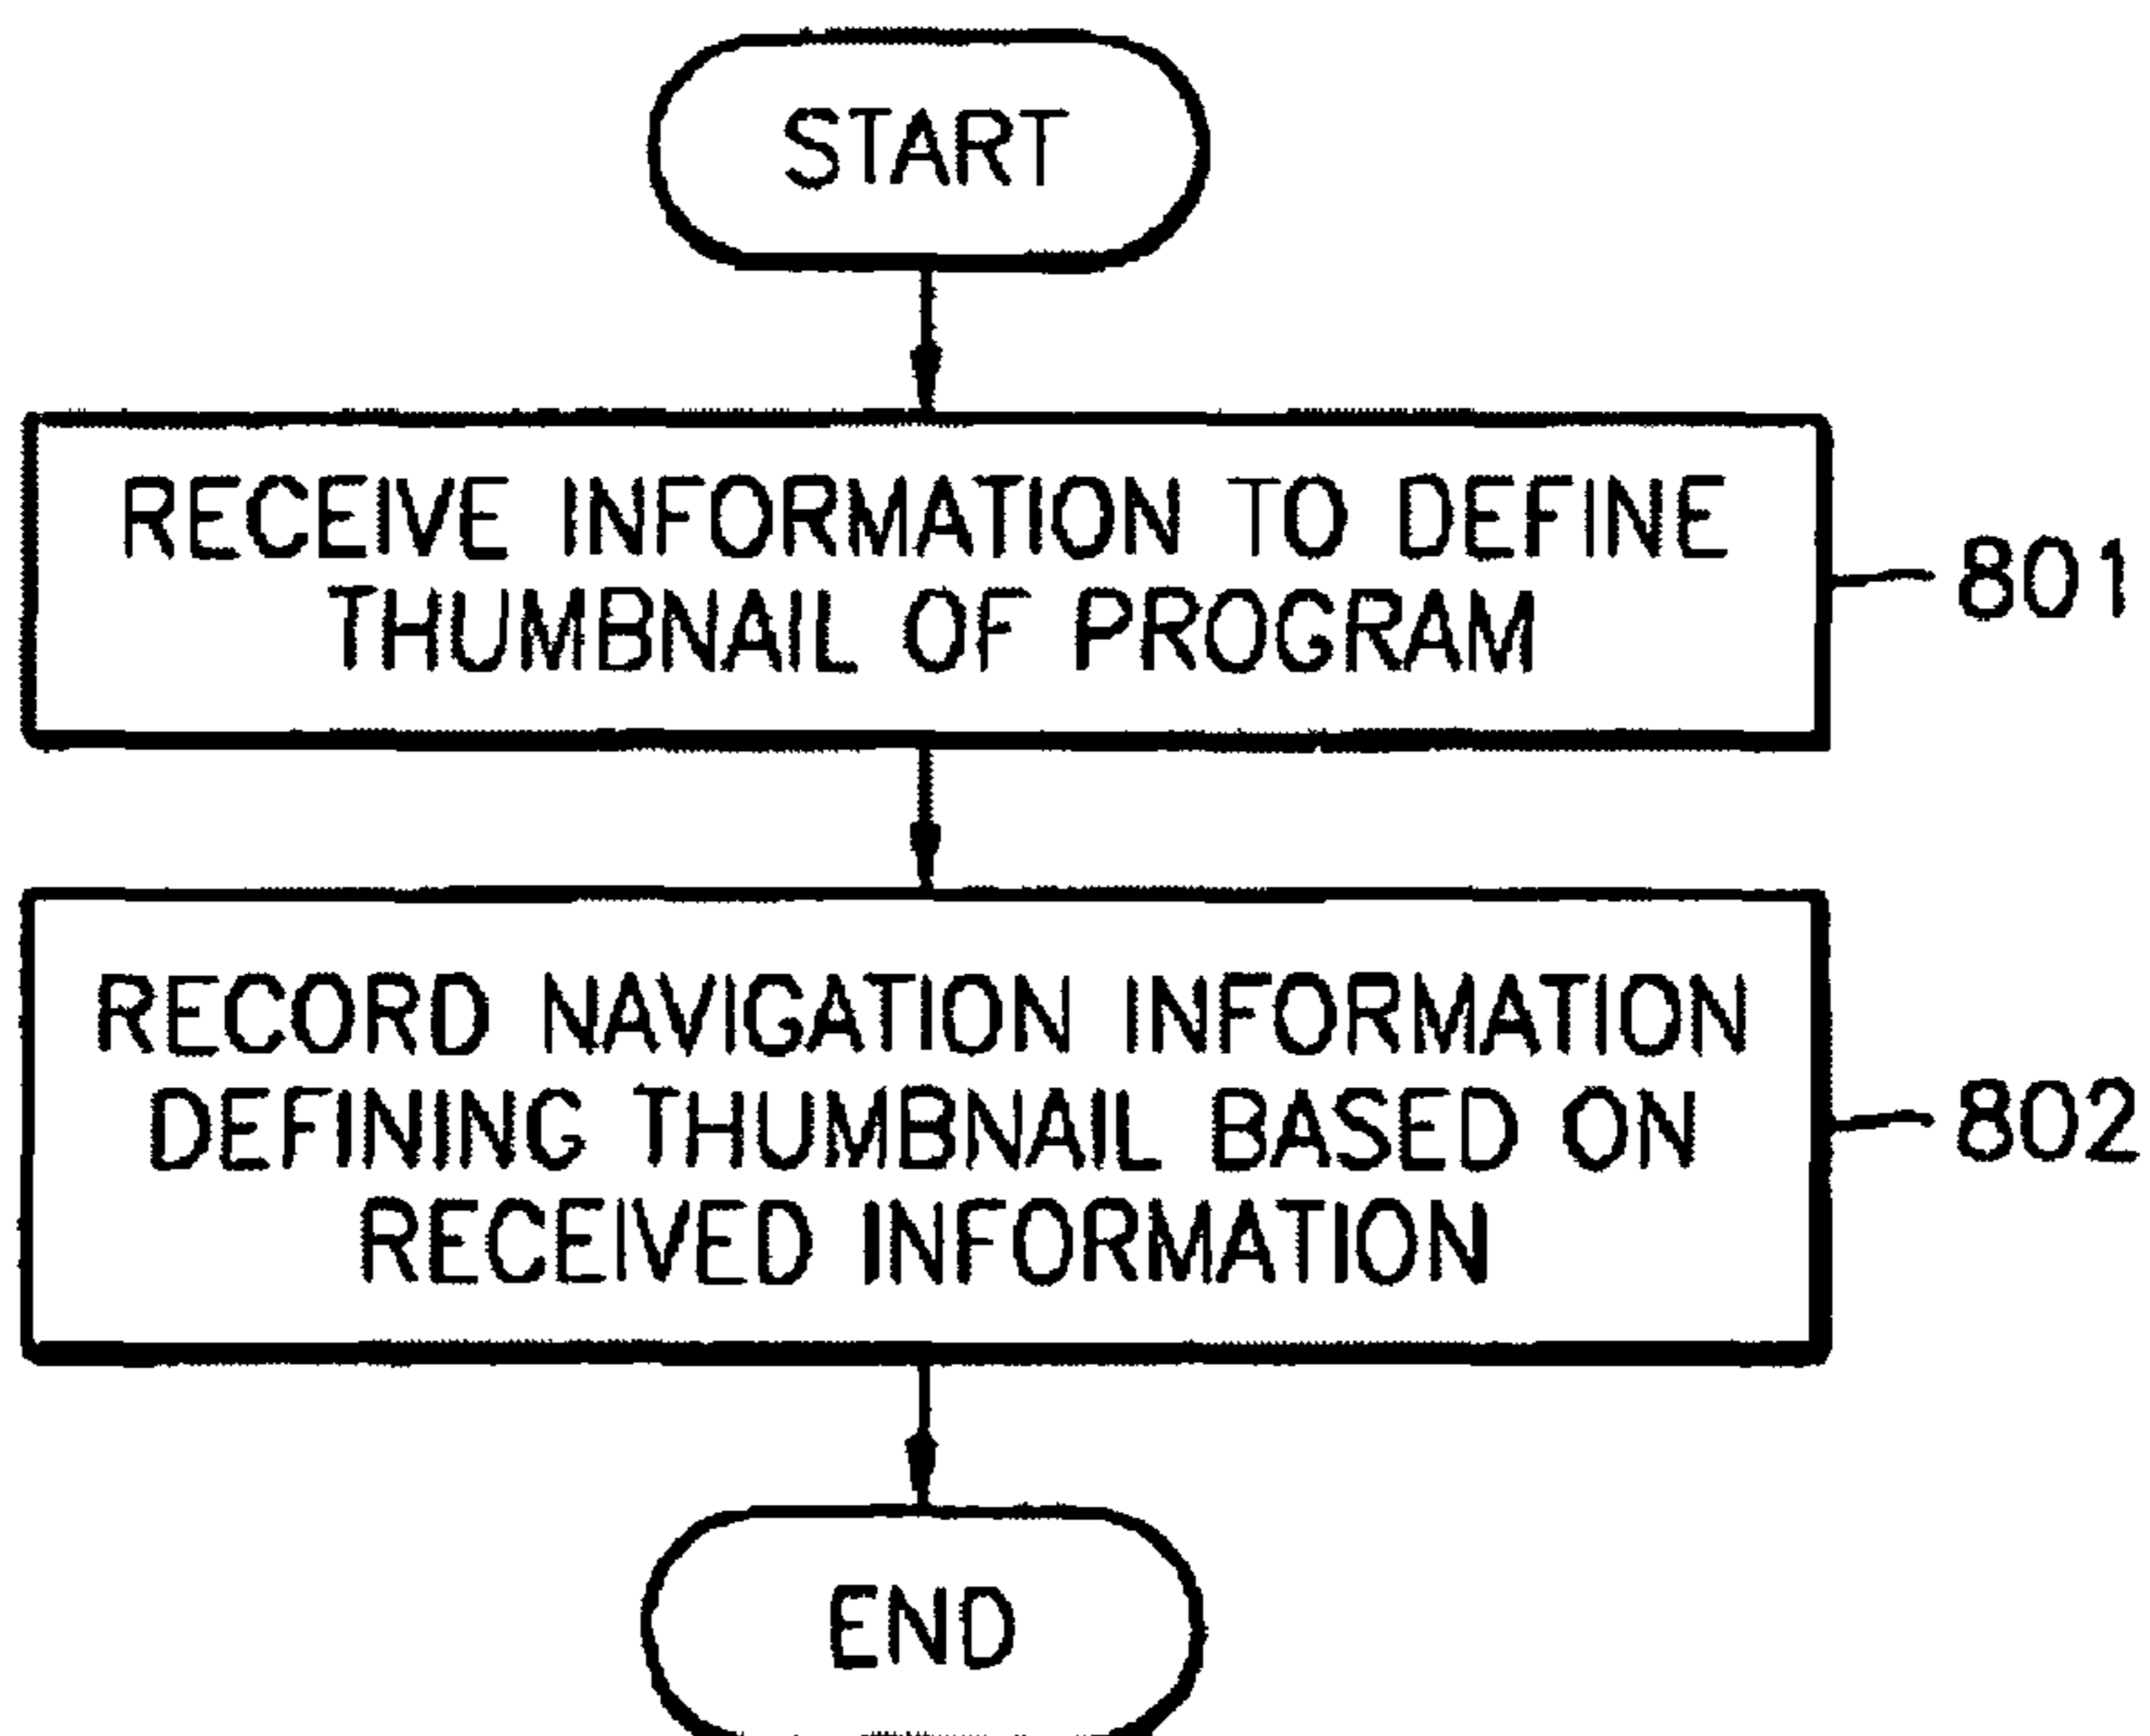 START
RECEIVE INFORMATION TO DEFINE
THUMBNAIL OF PROGRAM
801
RECORD NAVIGATION INFORMATION
DEFINING THUMBNAIL BASED ON
RECEIVED INFORMATION
802
END